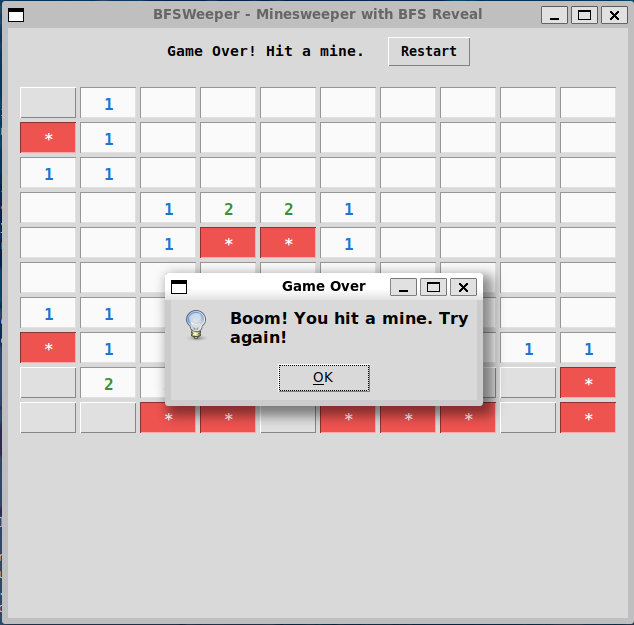 BFSWeeper - Minesweeper with BFS Reveal
Game Over! Hit a mine. Restart
1
* 1
1 1
1 2 2 1
1 * * 1
Game Over
Boom! You hit a mine. Try
again!
OK
1 1
* 1 1 1
2 *
* * * * * *